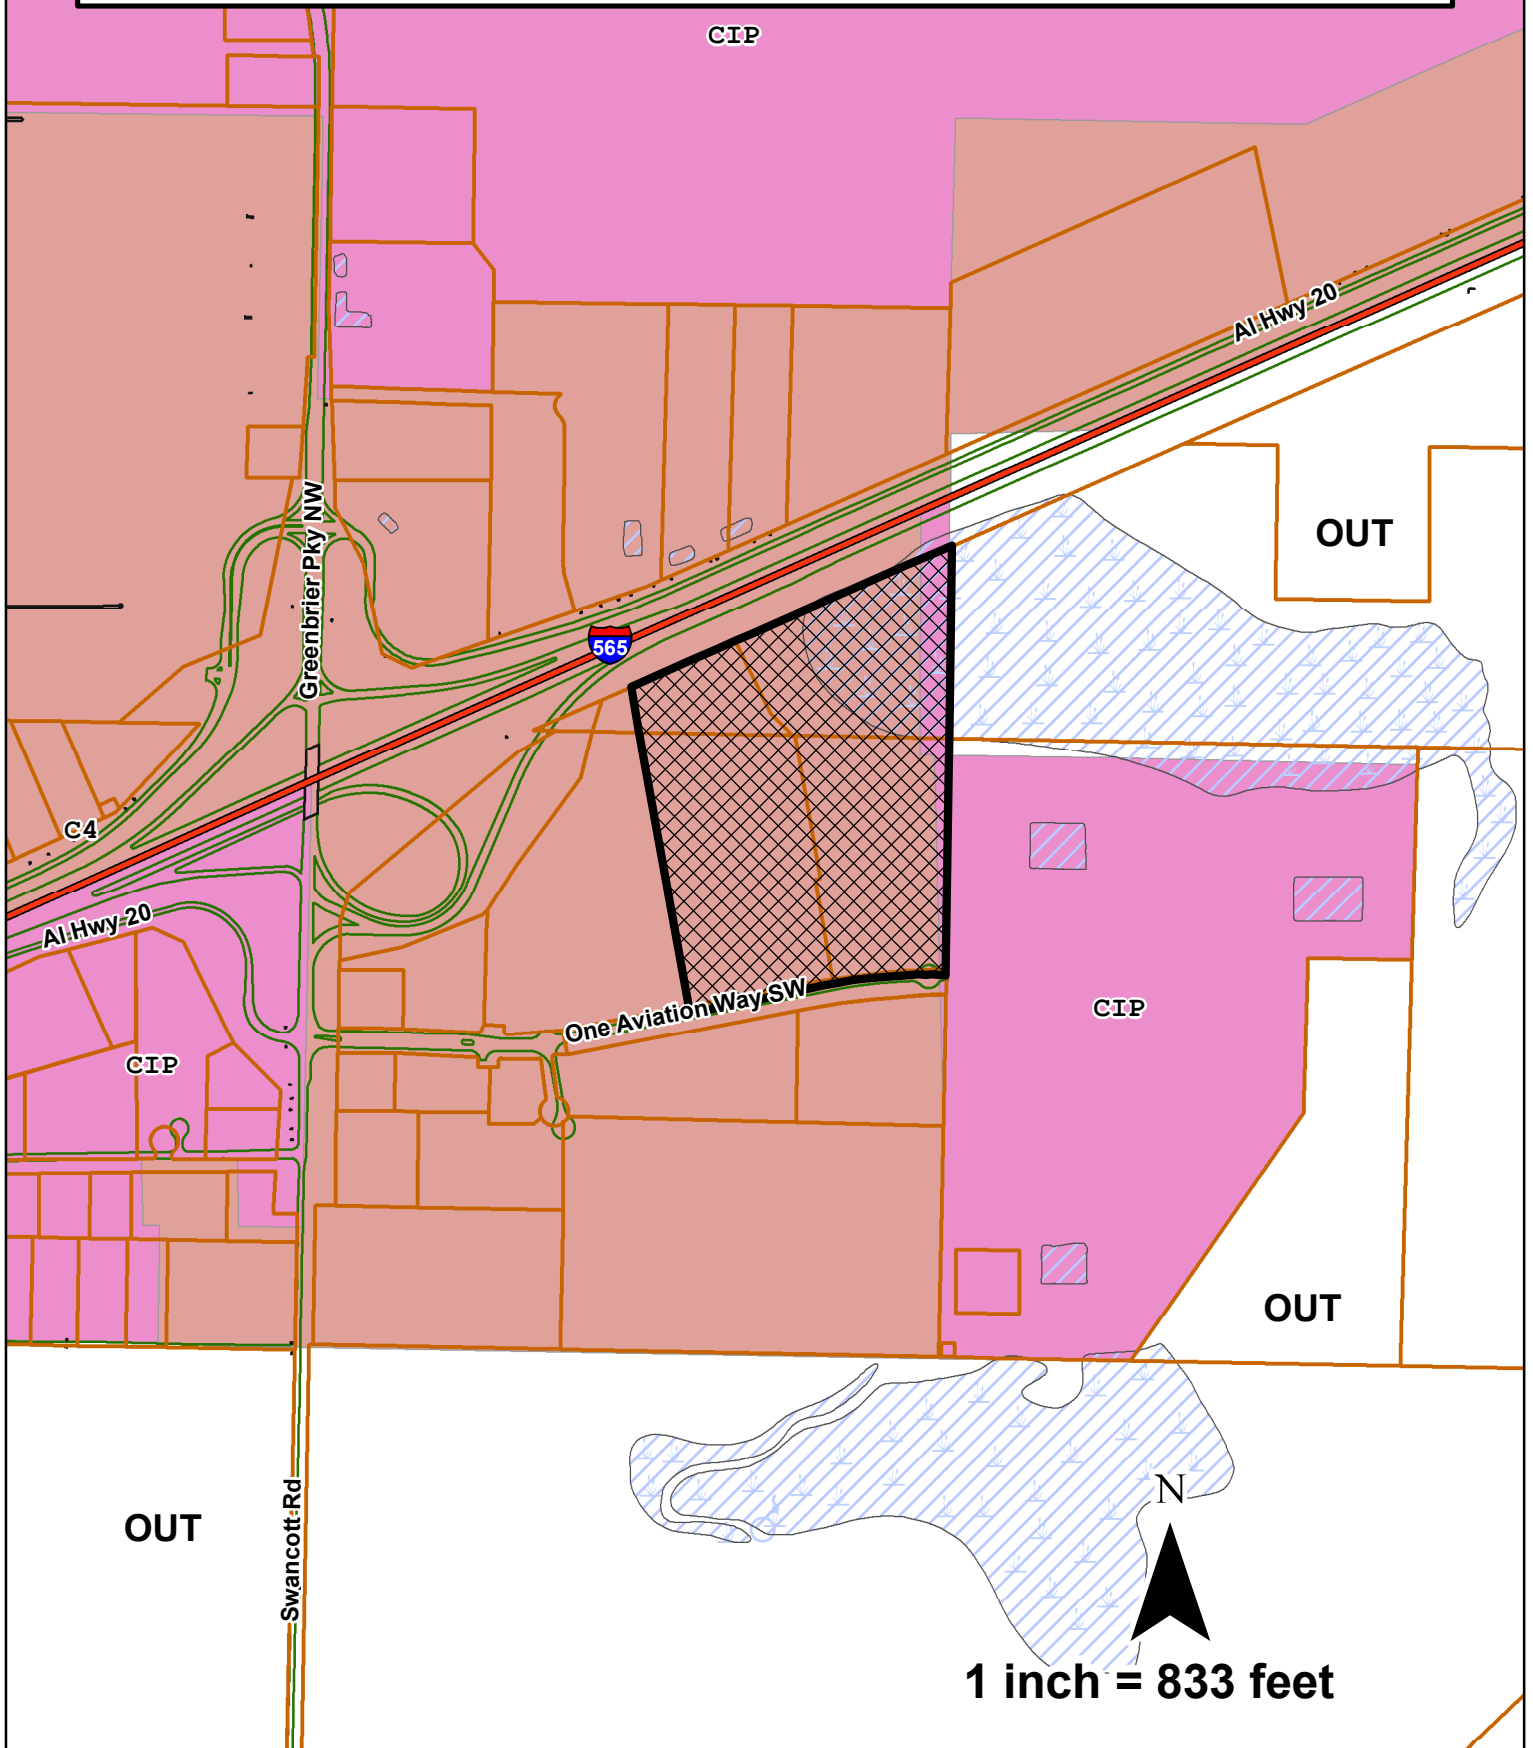 CIP
Al Hwy 20
OUT
Greenbrier Pky NW
565
C4
Al Hwy 20
One Aviation Way SW
CIP
CIP
OUT
Swancott Rd
OUT
N
1 inch = 833 feet